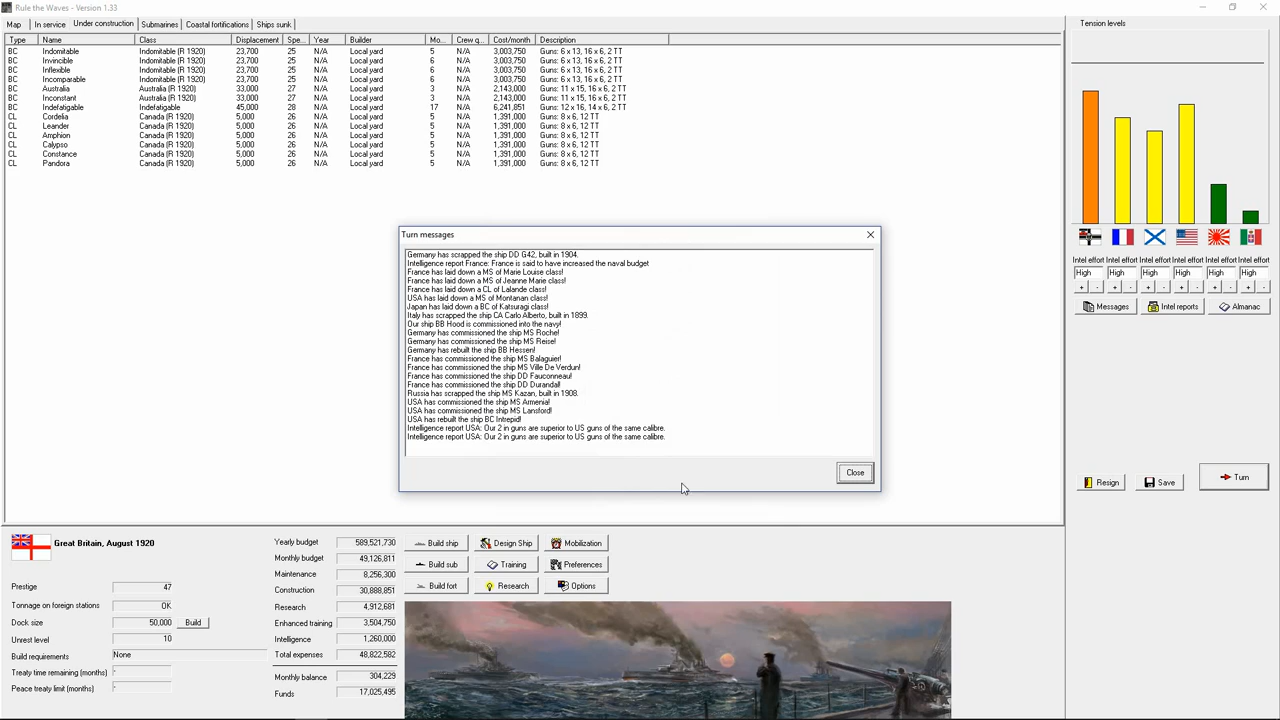 Rule the Waves - Version 1.33
Map In service Under construction Submarines Coastal fortifications Ships sunk
Type Name Class Displacement Spe... Year Builder Mo... Crew q... Cost/month Description
BC Indomitable Indomitable (R 1920) 23,700 25 N/A Local yard 5 N/A 3,003,750 Guns: 6 x 13, 16 x 6, 2 TT
BC Invincible Indomitable (R 1920) 23,700 25 N/A Local yard 6 N/A 3,003,750 Guns: 6 x 13, 16 x 6, 2 TT
BC Inflexible Indomitable (R 1920) 23,700 25 N/A Local yard 6 N/A 3,003,750 Guns: 6 x 13, 16 x 6, 2 TT
BC Incomparable Indomitable (R 1920) 23,700 25 N/A Local yard 6 N/A 3,003,750 Guns: 6 x 13, 16 x 6, 2 TT
BC Australia Australia (R 1920) 33,000 27 N/A Local yard 3 N/A 2,143,000 Guns: 11 x 15, 16 x 6, 2 TT
BC Inconstant Australia (R 1920) 33,000 27 N/A Local yard 3 N/A 2,143,000 Guns: 11 x 15, 16 x 6, 2 TT
BC Indefatigable Indefatigable 45,000 28 N/A Local yard 17 N/A 6,241,851 Guns: 12 x 16, 14 x 6, 2 TT
CL Cordelia Canada (R 1920) 5,000 26 N/A Local yard 5 N/A 1,391,000 Guns: 8 x 6, 12 TT
CL Leander Canada (R 1920) 5,000 26 N/A Local yard 5 N/A 1,391,000 Guns: 8 x 6, 12 TT
CL Amphion Canada (R 1920) 5,000 26 N/A Local yard 5 N/A 1,391,000 Guns: 8 x 6, 12 TT
CL Calypso Canada (R 1920) 5,000 26 N/A Local yard 5 N/A 1,391,000 Guns: 8 x 6, 12 TT
CL Constance Canada (R 1920) 5,000 26 N/A Local yard 5 N/A 1,391,000 Guns: 8 x 6, 12 TT
CL Pandora Canada (R 1920) 5,000 26 N/A Local yard 5 N/A 1,391,000 Guns: 8 x 6, 12 TT
Turn messages
Germany has scrapped the ship DD G42, built in 1904.
Intelligence report France: France is said to have increased the naval budget
France has laid down a MS of Marie Louise class!
France has laid down a MS of Jeanne Marie class!
France has laid down a CL of Lalande class!
USA has laid down a MS of Montanan class!
Japan has laid down a BC of Katsuragi class!
Italy has scrapped the ship CA Carlo Alberto, built in 1899.
Our ship BB Hood is commissioned into the navy!
Germany has commissioned the ship MS Roche!
Germany has commissioned the ship MS Reise!
Germany has rebuilt the ship BB Hessen!
France has commissioned the ship MS Balaguier!
France has commissioned the ship MS Ville De Verdun!
France has commissioned the ship DD Fauconneau!
France has commissioned the ship DD Durandal!
Russia has scrapped the ship MS Kazan, built in 1908.
USA has commissioned the ship MS Armenia!
USA has commissioned the ship MS Lansford!
USA has rebuilt the ship BC Intrepid!
Intelligence report USA: Our 2 in guns are superior to US guns of the same calibre.
Intelligence report USA: Our 2 in guns are superior to US guns of the same calibre.
Close
Tension levels
Intel effort Intel effort Intel effort Intel effort Intel effort Intel effort
High High High High High High
+ - + - + - + - + - + -
Messages Intel reports Almanac
Resign Save Turn
Great Britain, August 1920
Prestige 47
Tonnage on foreign stations OK
Dock size 50,000 Build
Unrest level 10
Build requirements None
Treaty time remaining (months) -
Peace treaty limit (months) -
Yearly budget 589,521,730
Monthly budget 49,126,811
Maintenance 8,256,300
Construction 30,888,851
Research 4,912,681
Enhanced training 3,504,750
Intelligence 1,260,000
Total expenses 48,822,582
Monthly balance 304,229
Funds 17,025,495
Build ship Design Ship Mobilization
Build sub Training Preferences
Build fort Research Options